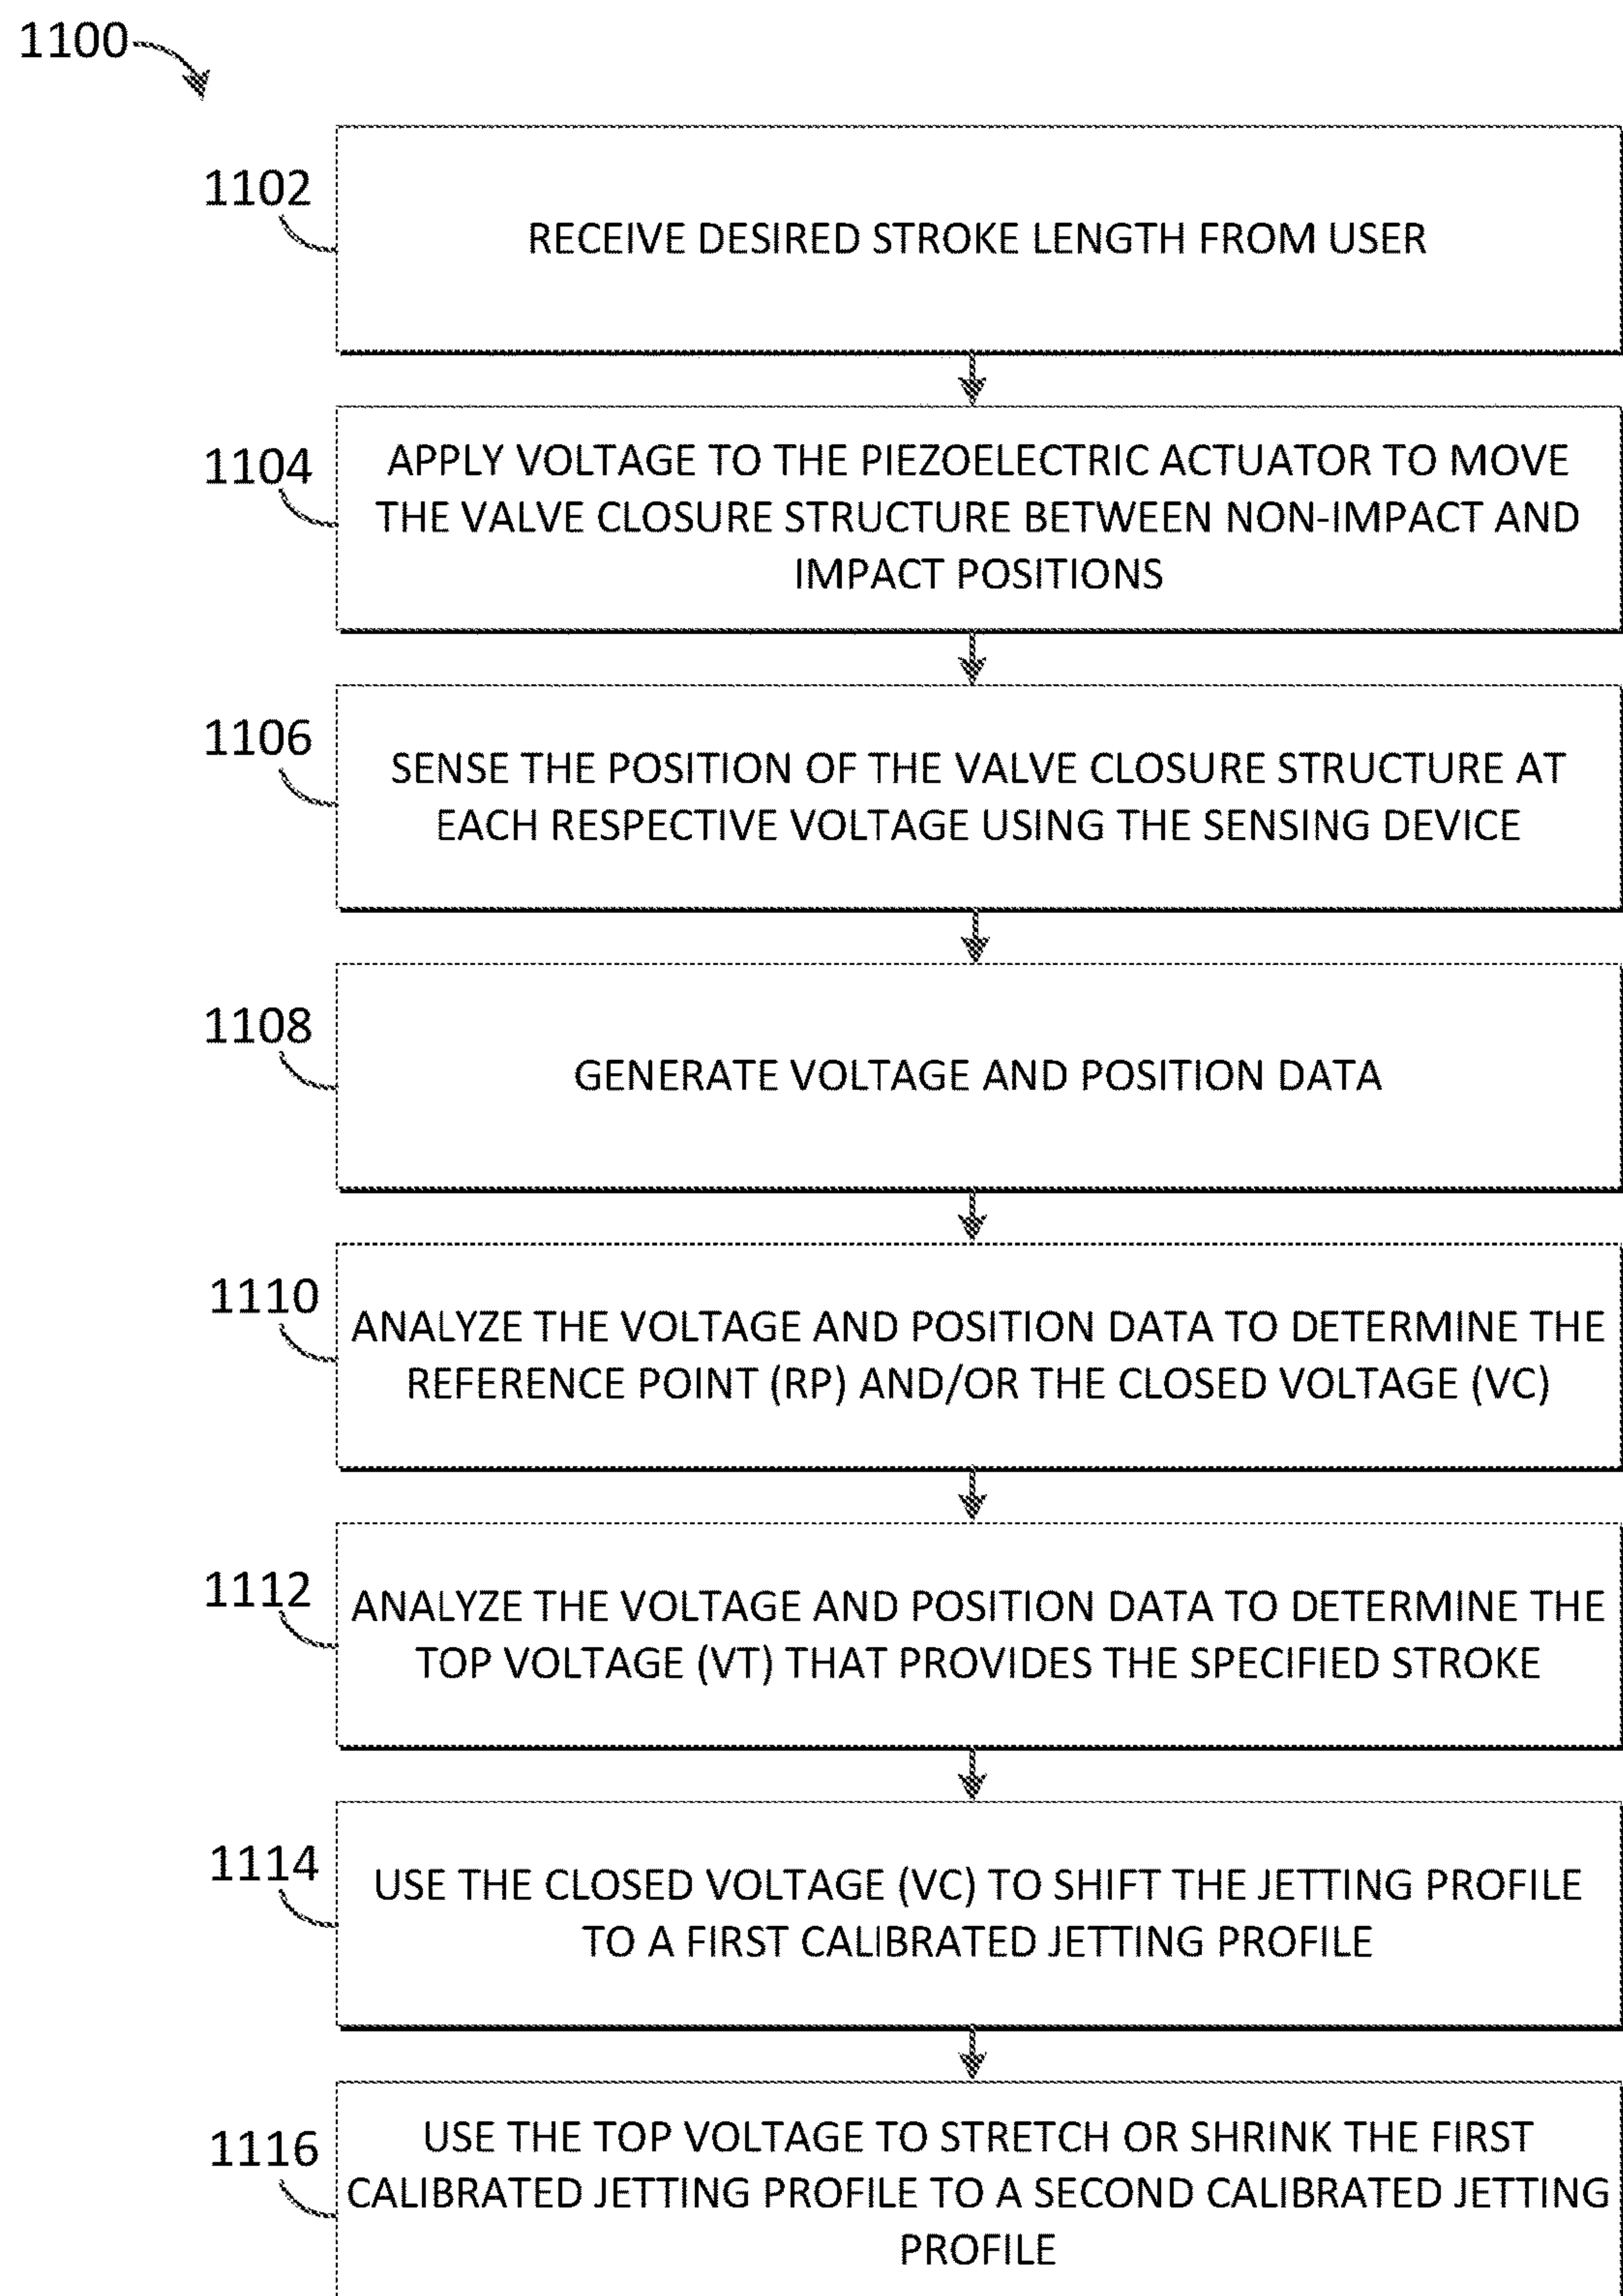 1100
1102
RECEIVE DESIRED STROKE LENGTH FROM USER
1104
APPLY VOLTAGE TO THE PIEZOELECTRIC ACTUATOR TO MOVE
THE VALVE CLOSURE STRUCTURE BETWEEN NON-IMPACT AND
IMPACT POSITIONS
1106
SENSE THE POSITION OF THE VALVE CLOSURE STRUCTURE AT
EACH RESPECTIVE VOLTAGE USING THE SENSING DEVICE
1108
GENERATE VOLTAGE AND POSITION DATA
1110
ANALYZE THE VOLTAGE AND POSITION DATA TO DETERMINE THE
REFERENCE POINT (RP) AND/OR THE CLOSED VOLTAGE (VC)
1112
ANALYZE THE VOLTAGE AND POSITION DATA TO DETERMINE THE
TOP VOLTAGE (VT) THAT PROVIDES THE SPECIFIED STROKE
1114
USE THE CLOSED VOLTAGE (VC) TO SHIFT THE JETTING PROFILE
TO A FIRST CALIBRATED JETTING PROFILE
1116
USE THE TOP VOLTAGE TO STRETCH OR SHRINK THE FIRST
CALIBRATED JETTING PROFILE TO A SECOND CALIBRATED JETTING
PROFILE